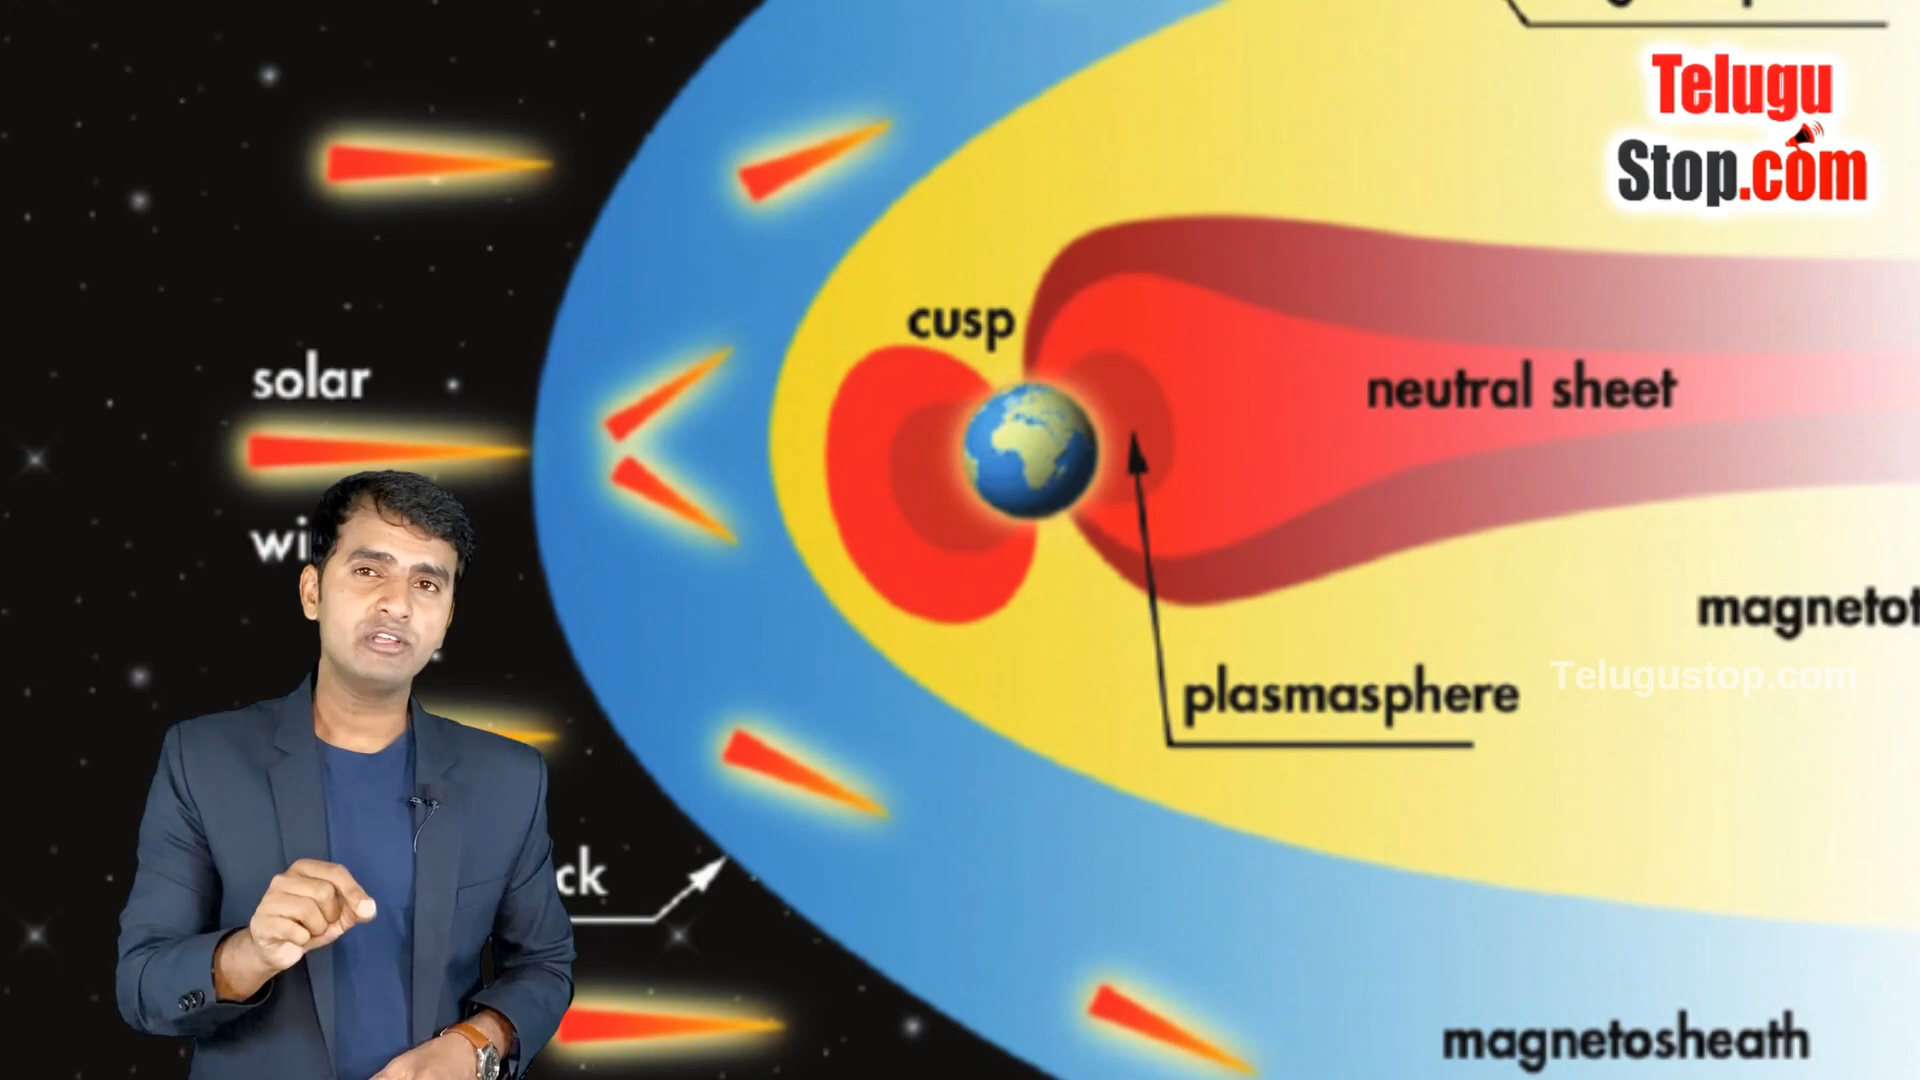 Telugu
Stop.com
cusp
solar
neutral sheet
magnetot
Telugustop.com
plasmasphere
ck
magnetosheath